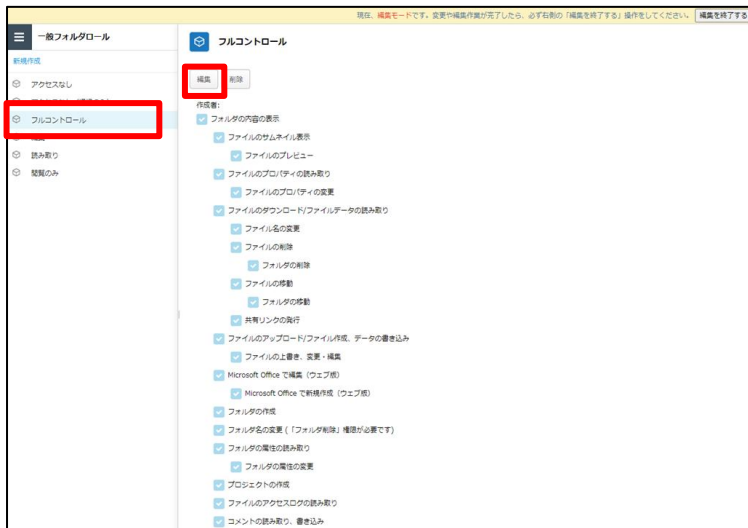 現在、編集モードです。変更や編集作業が完了したら、必ず右側の「編集を終了する」操作をしてください。 編集を終了する
一般フォルダロール
フルコントロール
新規作成
アクセスなし
フルコントロール
読み取り
閲覧のみ
編集
削除
作成者:
フォルダの内容の表示
ファイルのサムネイル表示
ファイルのプレビュー
ファイルのプロパティの読み取り
ファイルのプロパティの変更
ファイルのダウンロード/ファイルデータの読み取り
ファイル名の変更
ファイルの削除
フォルダの削除
ファイルの移動
フォルダの移動
共有リンクの発行
ファイルのアップロード/ファイル作成、データの書き込み
ファイルの上書き、変更・編集
Microsoft Office で編集（ウェブ版）
Microsoft Office で新規作成（ウェブ版）
フォルダの作成
フォルダ名の変更 (「フォルダ削除」権限が必要です)
フォルダの属性の読み取り
フォルダの属性の変更
プロジェクトの作成
ファイルのアクセスログの読み取り
コメントの読み取り、書き込み